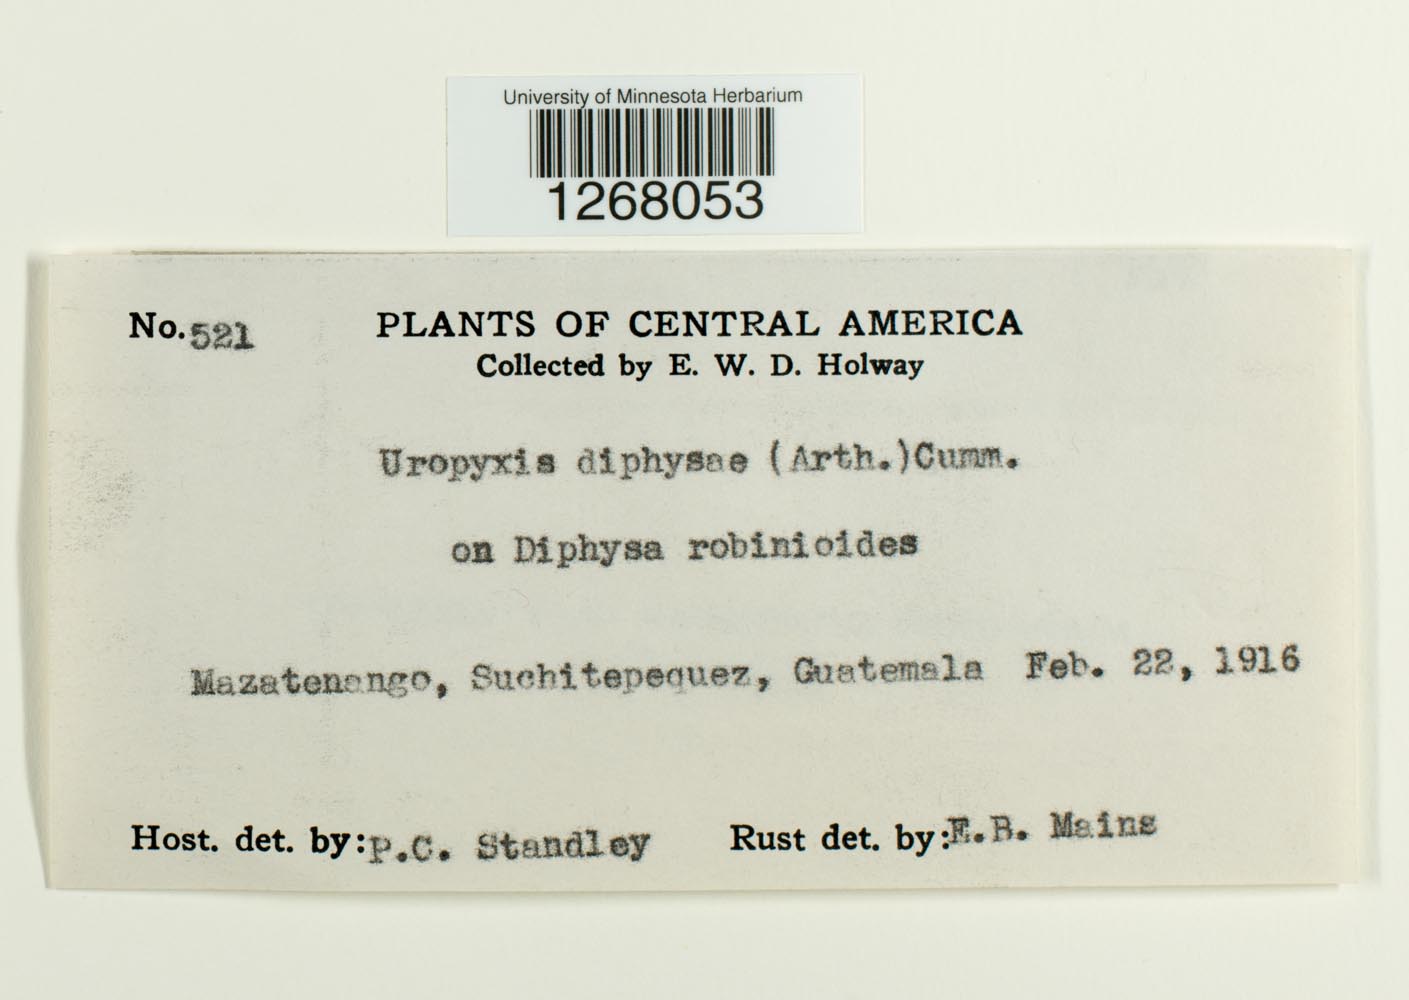 University of Minnesota Herbarium
1268053
No. 521
PLANTS OF CENTRAL AMERICA
Collected by E. W. D. Holway
Uropyxis diphysae (Arth.)Cumm.
on Diphysa robinioides
Mazatenango, Suchitepequez, Guatemala Feb. 22, 1916
Host. det. by:P.C. Standley Rust det. by:E.B. Mains